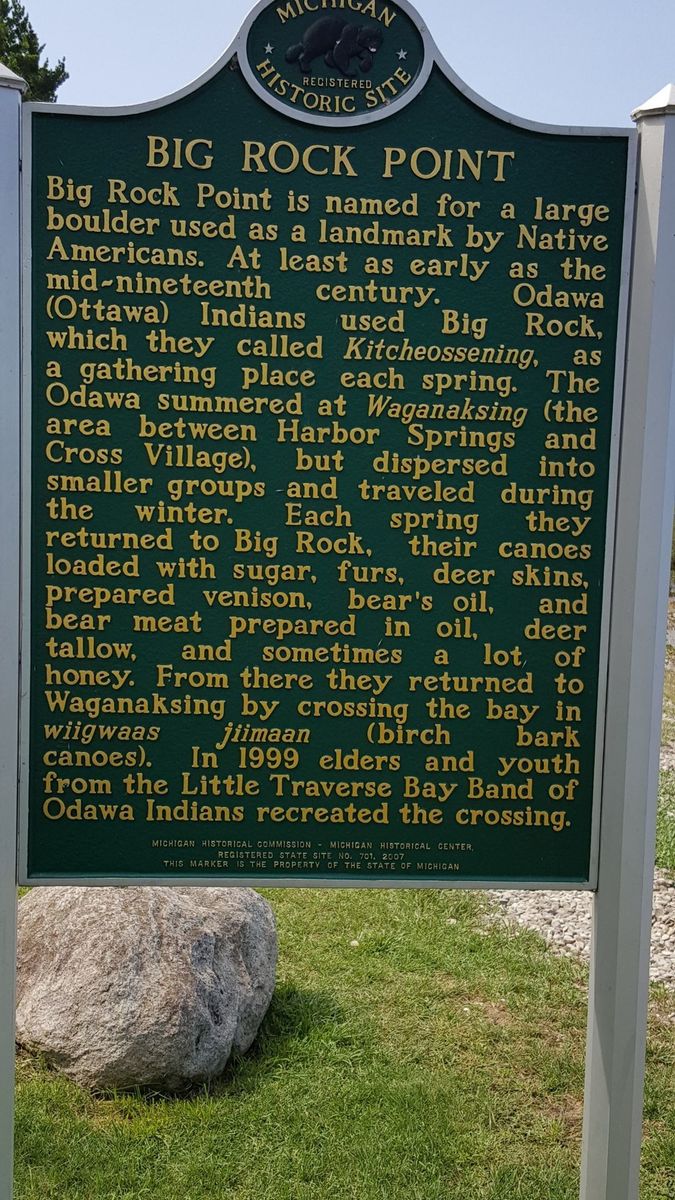 MICHIGAN
REGISTERED
HISTORIC SITE
BIG ROCK POINT
Big Rock Point is named for a large
boulder used as a landmark by Native
Americans. At least as early as the
mid-nineteenth century. Odawa
(Ottawa) Indians used Big Rock,
which they called Kitcheossening, as
a gathering place each spring. The
Odawa summered at Waganaksing (the
area between Harbor Springs and
Cross Village), but dispersed into
smaller groups and traveled during
the winter. Each spring they
returned to Big Rock, their canoes
loaded with sugar, furs, deer skins,
prepared venison, bear's oil, and
bear meat prepared in oil, deer
tallow, and sometimes a lot of
honey. From there they returned to
Waganaksing by crossing the bay in
wiigwaas jiimaan (birch bark
canoes). In 1999 elders and youth
from the Little Traverse Bay Band of
Odawa Indians recreated the crossing.
MICHIGAN HISTORICAL COMMISSION - MICHIGAN HISTORICAL CENTER,
REGISTERED STATE SITE NO. 701, 2007
THIS MARKER IS THE PROPERTY OF THE STATE OF MICHIGAN